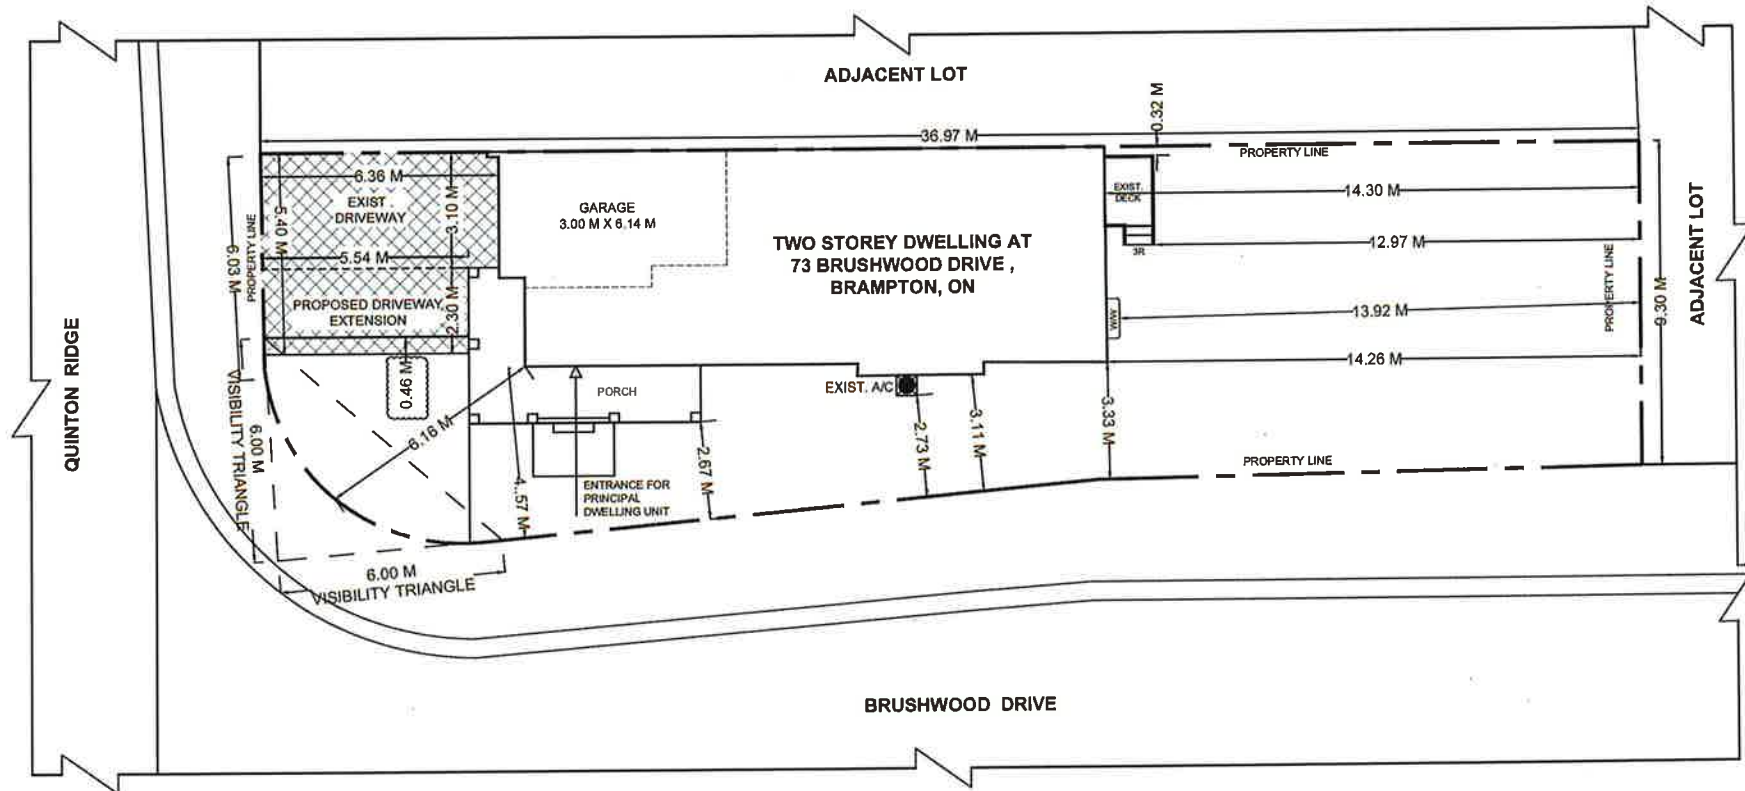 ADJACENT LOT
0.32 M
36.97 M
PROPERTY LINE
6.36 M
EXIST.
DRIVEWAY
3.10 M
5.40 M
5.54 M
6.03 M
PROPERTY LINE
PROPOSED DRIVEWAY
EXTENSION
2.30 M
0.46 M
GARAGE
3.00 M X 6.14 M
TWO STOREY DWELLING AT
73 BRUSHWOOD DRIVE ,
BRAMPTON, ON
EXIST.
DECK
3R
14.30 M
12.97 M
W/W
13.92 M
14.26 M
PROPERTY LINE
9.30 M
ADJACENT LOT
QUINTON RIDGE
VISIBILITY TRIANGLE
6.00 M
6.16 M
PORCH
EXIST. A/C
4..57 M
ENTRANCE FOR
PRINCIPAL
DWELLING UNIT
2.67 M
2.73 M
3.11 M
3.33 M
PROPERTY LINE
6.00 M
VISIBILITY TRIANGLE
BRUSHWOOD DRIVE